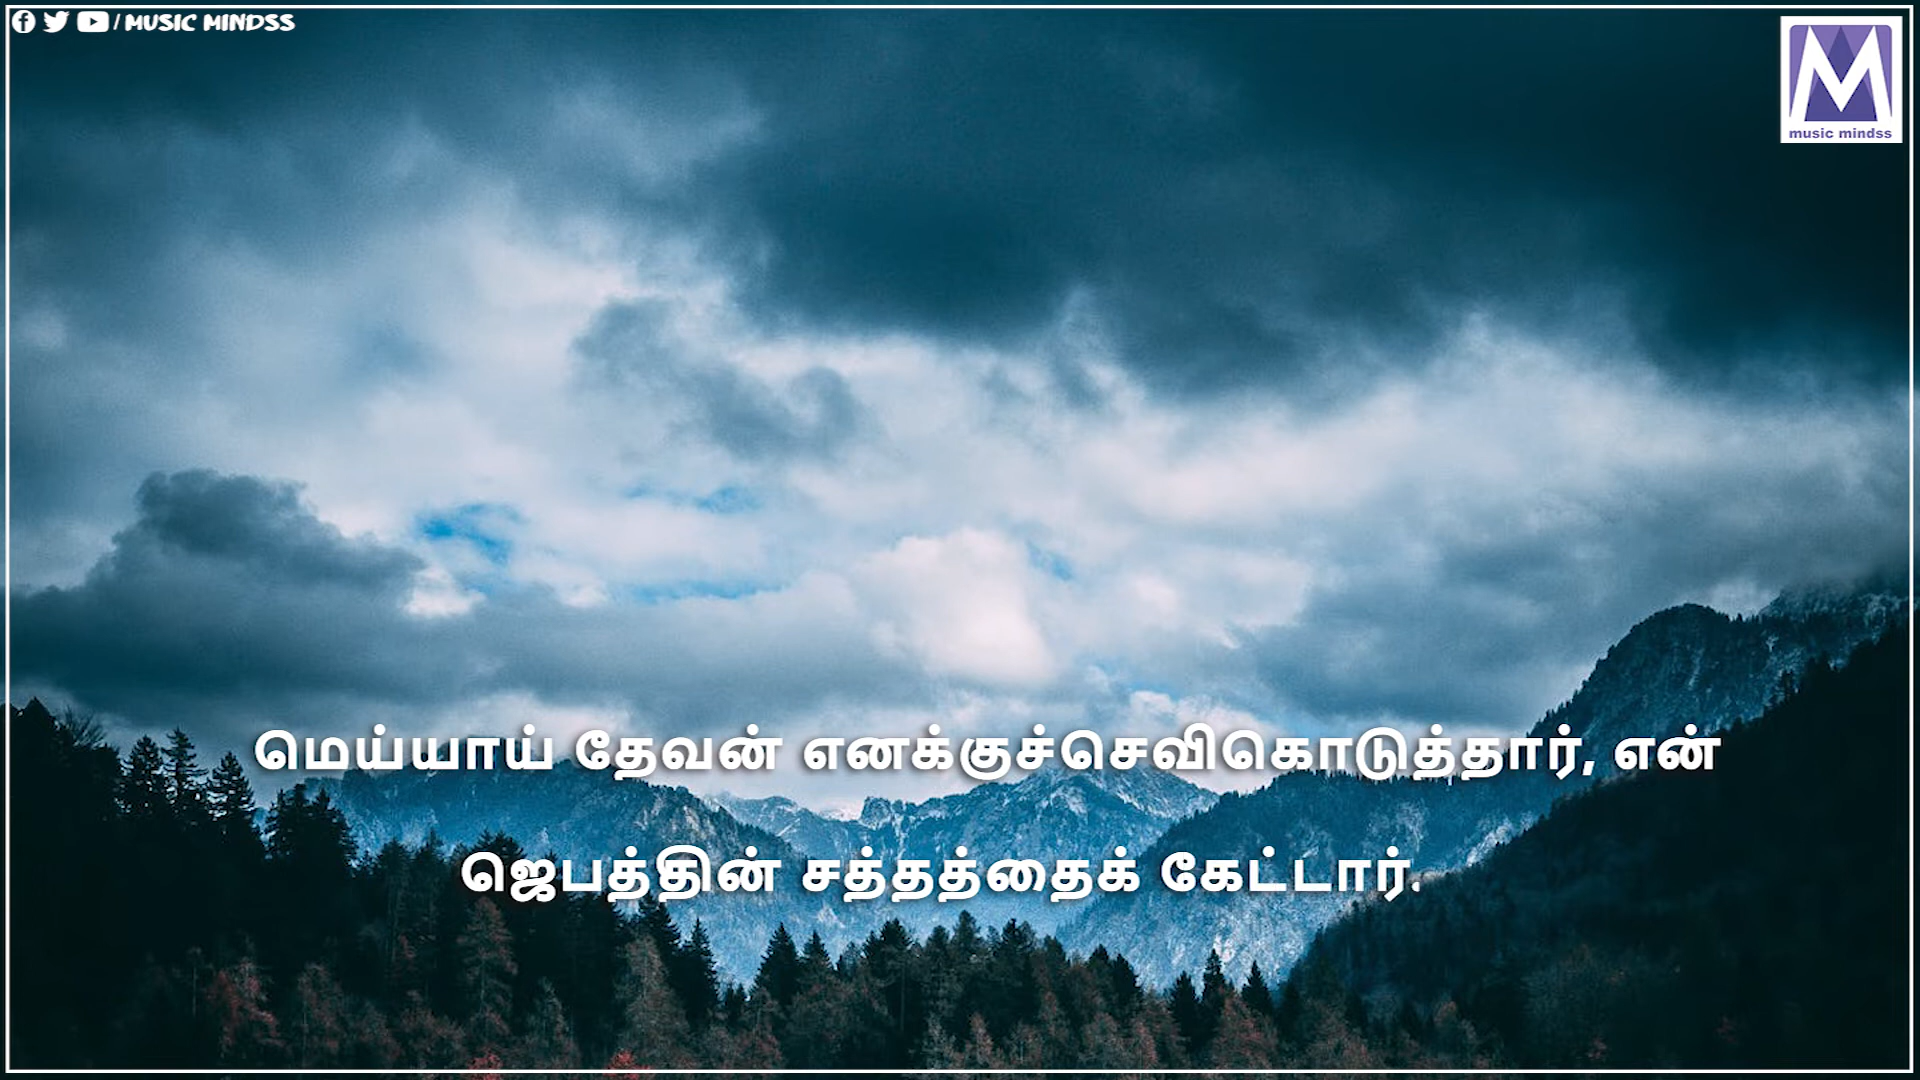 / MUSIC MINDSS
M
music mindss
மெய்யாய் தேவன் எனக்குச்செவிகொடுத்தார், என்
ஜெபத்தின் சத்தத்தைக் கேட்டார்.